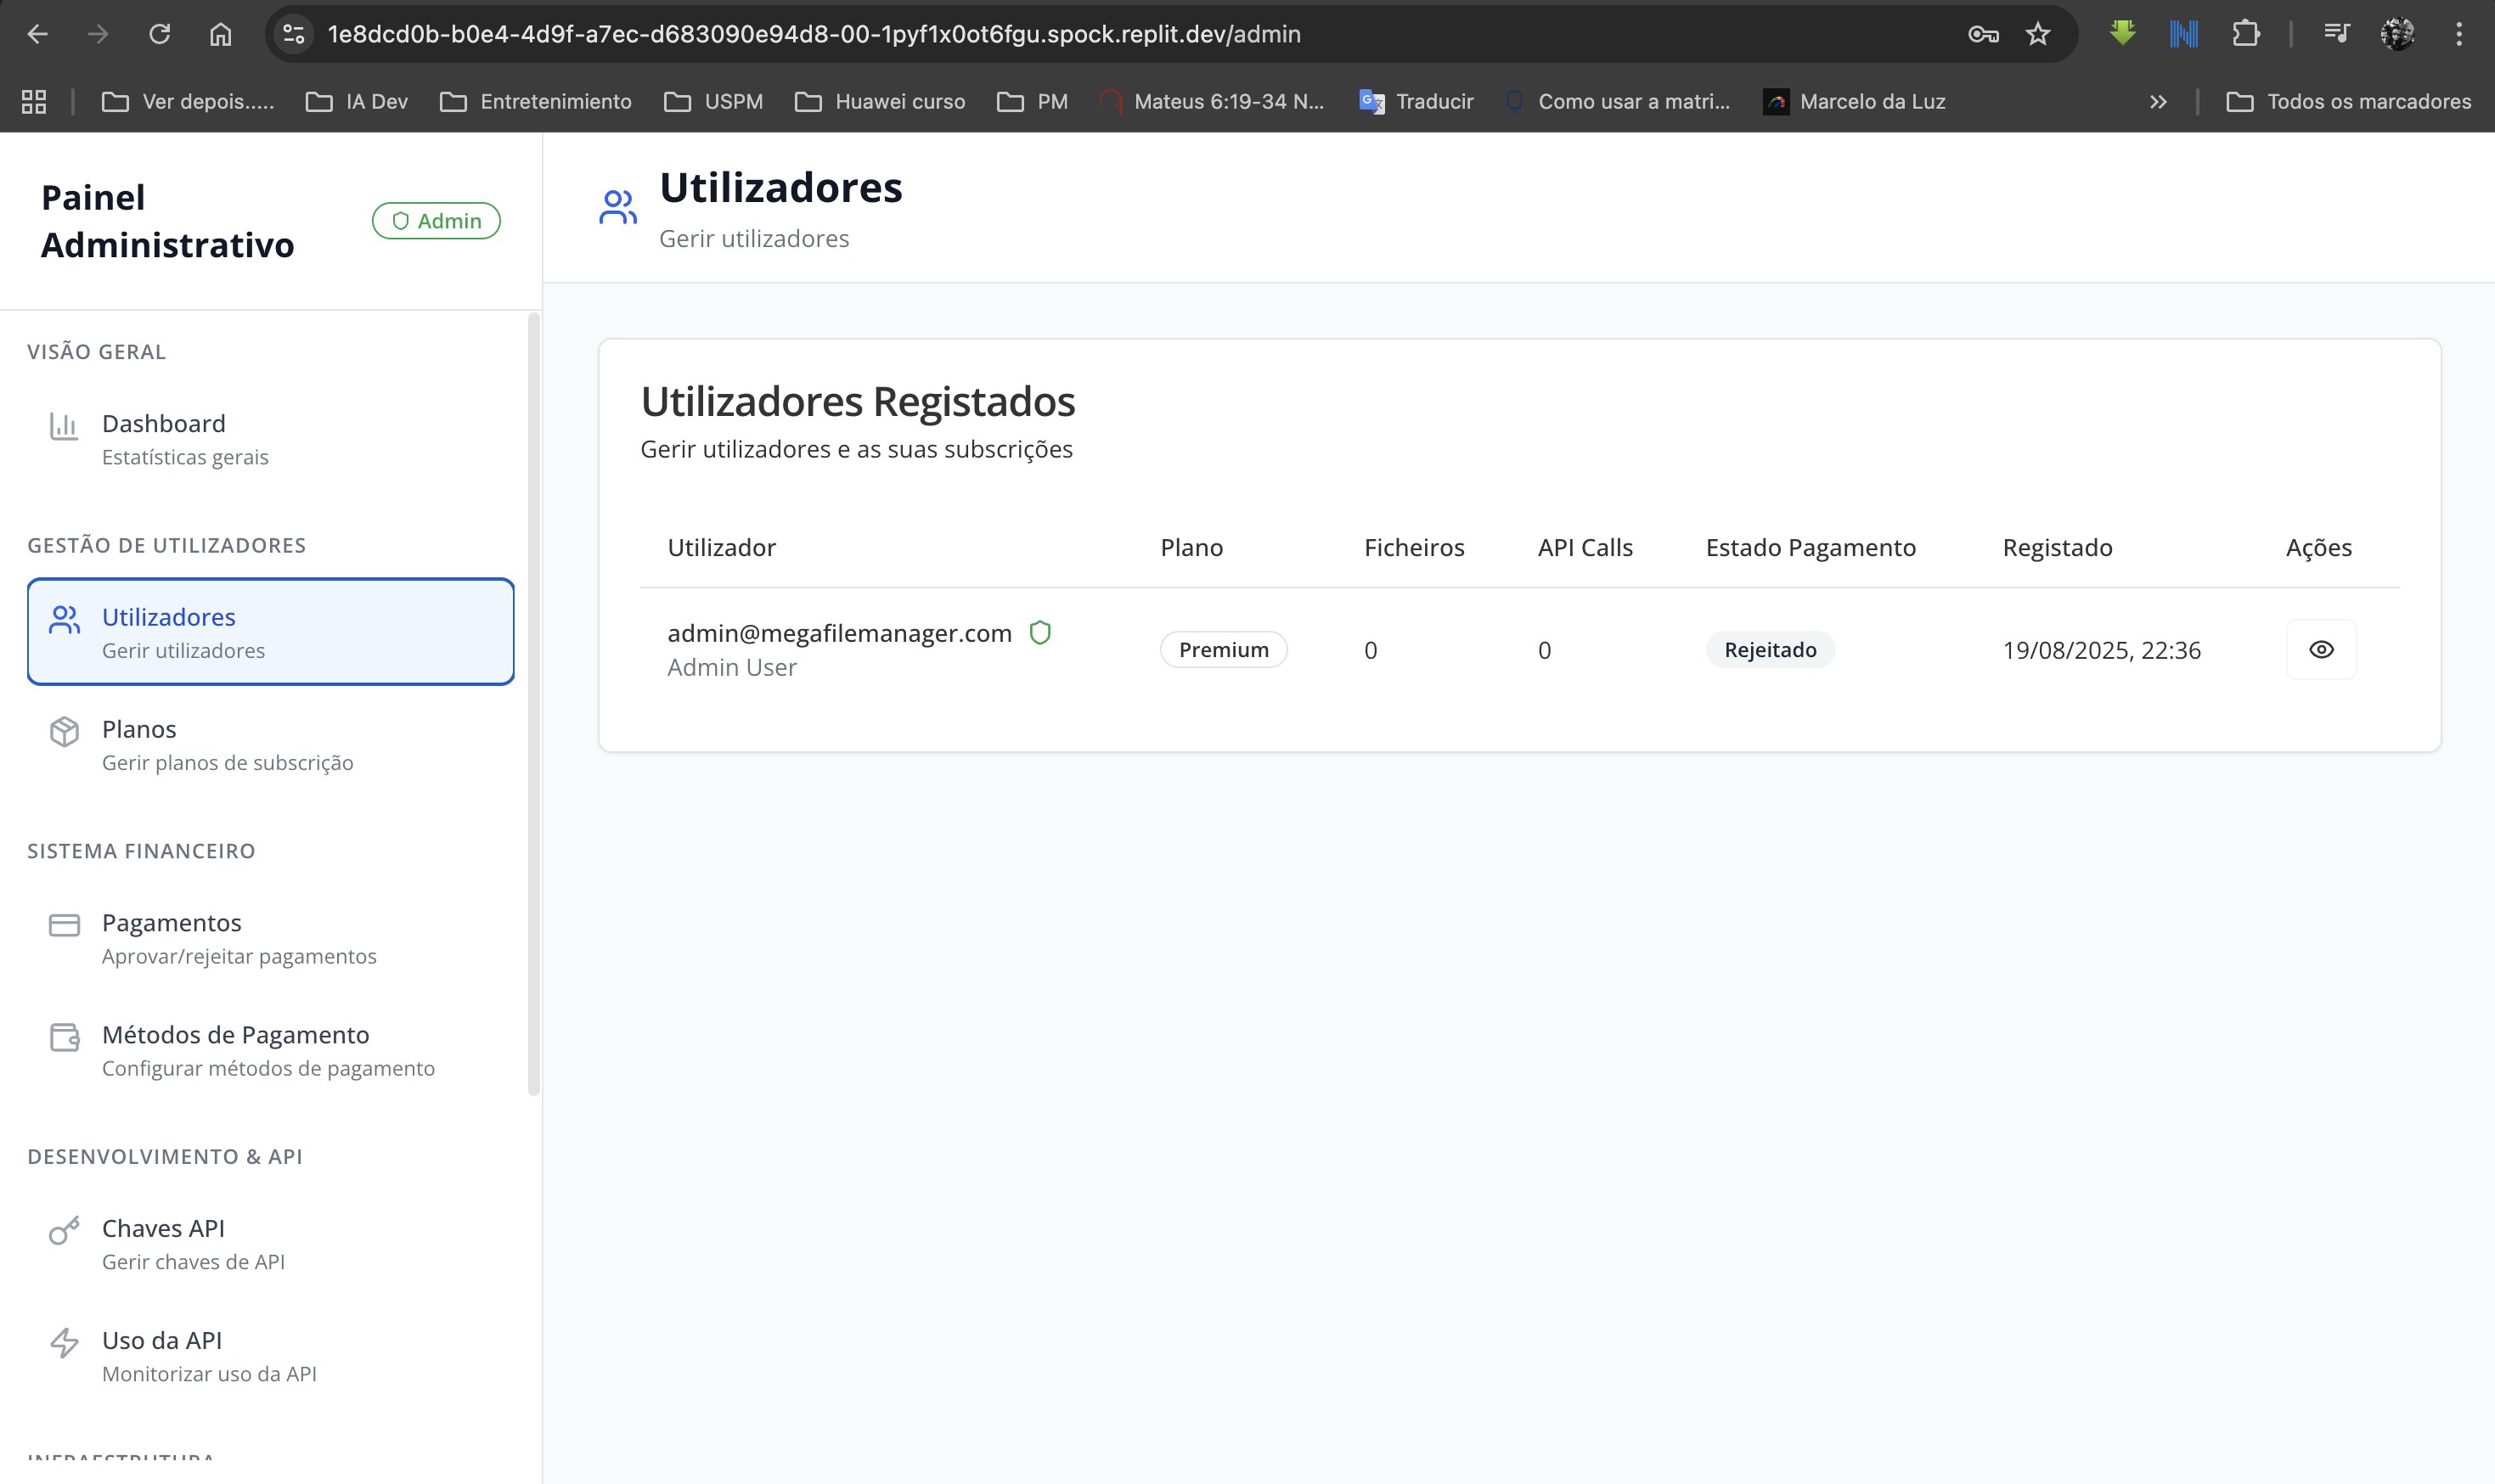 1e8dcd0b-b0e4-4d9f-a7ec-d683090e94d8-00-1pyf1x0ot6fgu.spock.replit.dev/admin
Ver depois..... IA Dev Entretenimiento USPM Huawei curso PM Mateus 6:19-34 N... Traducir Como usar a matri... Marcelo da Luz Todos os marcadores
Painel
Administrativo
Admin
VISÃO GERAL
Dashboard
Estatísticas gerais
GESTÃO DE UTILIZADORES
Utilizadores
Gerir utilizadores
Planos
Gerir planos de subscrição
SISTEMA FINANCEIRO
Pagamentos
Aprovar/rejeitar pagamentos
Métodos de Pagamento
Configurar métodos de pagamento
DESENVOLVIMENTO & API
Chaves API
Gerir chaves de API
Uso da API
Monitorizar uso da API
INFRAESTRUTURA
Utilizadores
Gerir utilizadores
Utilizadores Registados
Gerir utilizadores e as suas subscrições
Utilizador Plano Ficheiros API Calls Estado Pagamento Registado Ações
admin@megafilemanager.com
Admin User
Premium 0 0 Rejeitado 19/08/2025, 22:36